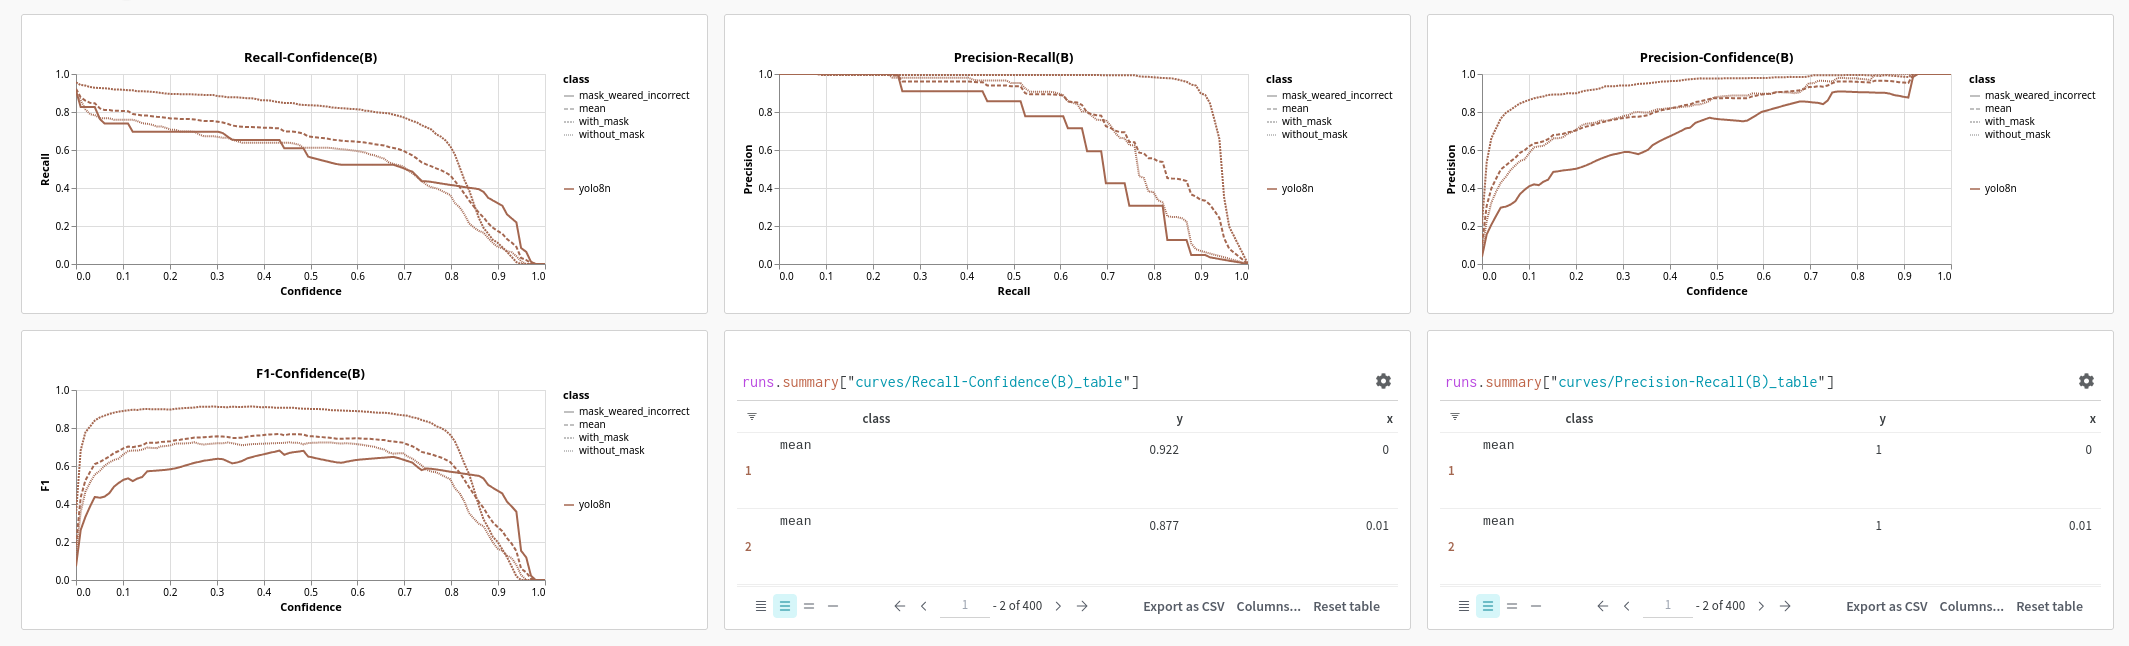 Recall-Confidence(B)
1.0
0.8
0.6
0.4
0.2
0.0
Recall
0.0 0.1 0.2 0.3 0.4 0.5 0.6 0.7 0.8 0.9 1.0
Confidence
class
mask_weared_incorrect
mean
with_mask
without_mask
yolo8n
Precision-Recall(B)
1.0
0.8
0.6
0.4
0.2
0.0
Precision
0.0 0.1 0.2 0.3 0.4 0.5 0.6 0.7 0.8 0.9 1.0
Recall
class
mask_weared_incorrect
mean
with_mask
without_mask
yolo8n
Precision-Confidence(B)
1.0
0.8
0.6
0.4
0.2
0.0
Precision
0.0 0.1 0.2 0.3 0.4 0.5 0.6 0.7 0.8 0.9 1.0
Confidence
class
mask_weared_incorrect
mean
with_mask
without_mask
yolo8n
F1-Confidence(B)
1.0
0.8
0.6
0.4
0.2
0.0
F1
0.0 0.1 0.2 0.3 0.4 0.5 0.6 0.7 0.8 0.9 1.0
Confidence
class
mask_weared_incorrect
mean
with_mask
without_mask
yolo8n
runs.summary["curves/Recall-Confidence(B)_table"]
class y x
mean 0.922 0
1
mean 0.877 0.01
2
1 - 2 of 400 Export as CSV Columns... Reset table
runs.summary["curves/Precision-Recall(B)_table"]
class y x
mean 1 0
1
mean 1 0.01
2
1 - 2 of 400 Export as CSV Columns... Reset table